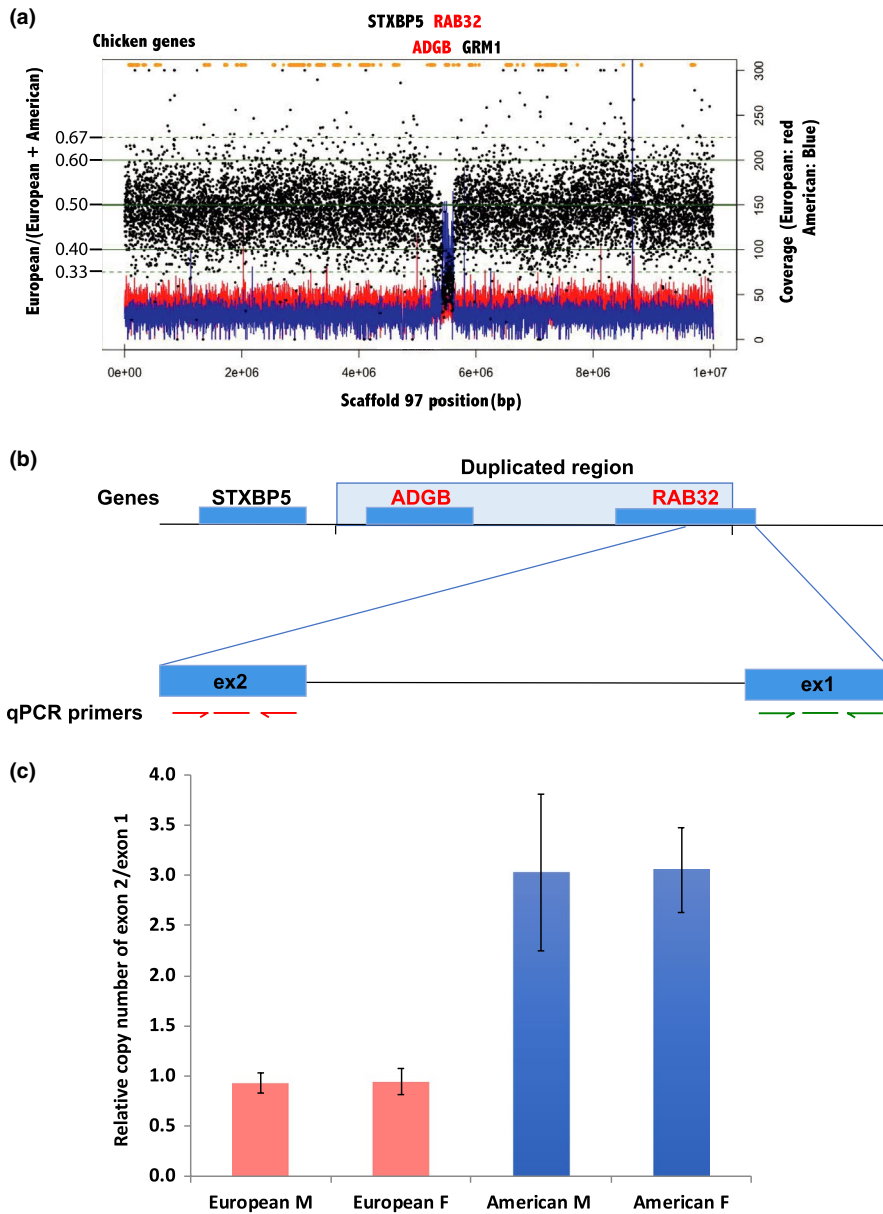 (a)
STXBP5 RAB32
Chicken genes
ADGB GRM1
European/(European + American)
0.67
0.60
0.50
0.40
0.33
300
250
200
150
100
50
0
Coverage (European: red
American: Blue)
0e+00 2e+06 4e+06 6e+06 8e+06 1e+07
Scaffold 97 position (bp)
(b)
Duplicated region
Genes STXBP5 ADGB RAB32
ex2 ex1
qPCR primers
(c)
Relative copy number of exon 2/exon 1
4.0
3.5
3.0
2.5
2.0
1.5
1.0
0.5
0.0
European M European F American M American F